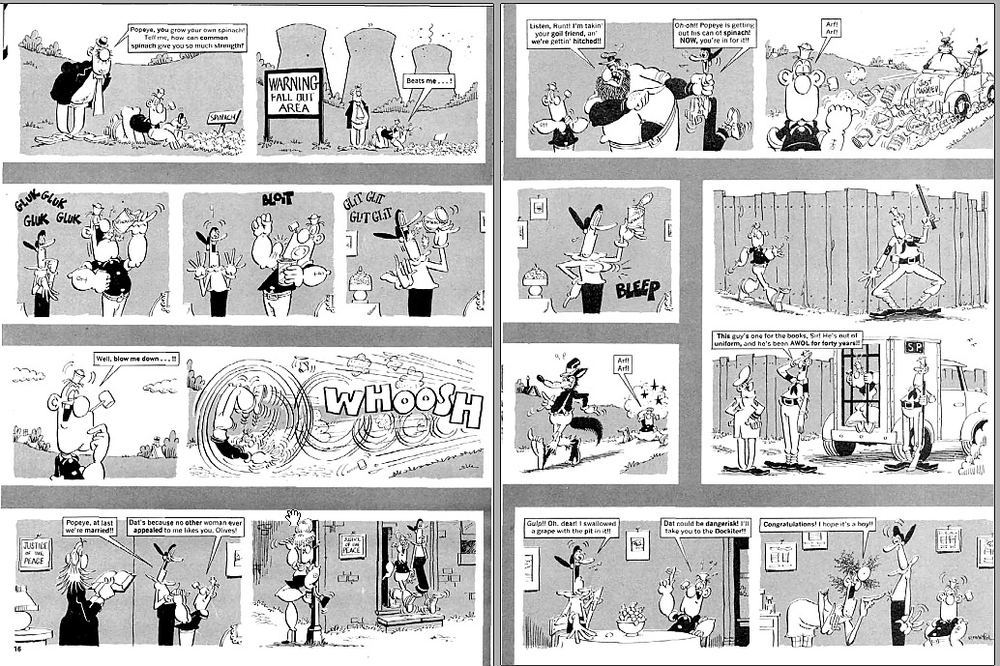 Popeye, you grow your own spinach!
Tell me, how can common
spinach give you so much strength?
SPINACH
WARNING
FALL OUT
AREA
Beats me . . . !
GLUK GLUK
GLUK GLUK
BLOIT
GLIT GLIT
GLIT GLIT
Well, blow me down . . . !!
WHOOSH
Popeye, at last
we're married!!
Dat's because no other woman ever
appealed to me likes you, Olives!
JUSTICE
OF THE
PEACE
JUSTICE
OF THE
PEACE
16
Listen, Runt! I'm takin'
your goil friend, an'
we're gettin' hitched!!
Oh-oh!! Popeye is getting
out his can of spinach!
NOW, you're in for it!!
Arf!
Arf!
JUST
MARRIED
BLEEP
Arf!
Arf!
This guy's one for the books, Sir! He's out of
uniform, and he's been AWOL for forty years!!
S.P.
Gulp!! Oh, dear! I swallowed
a grape with the pit in it!!
Dat could be dangerisk! I'll
take you to the Dockiter!!
Congratulations! I hope it's a boy!!